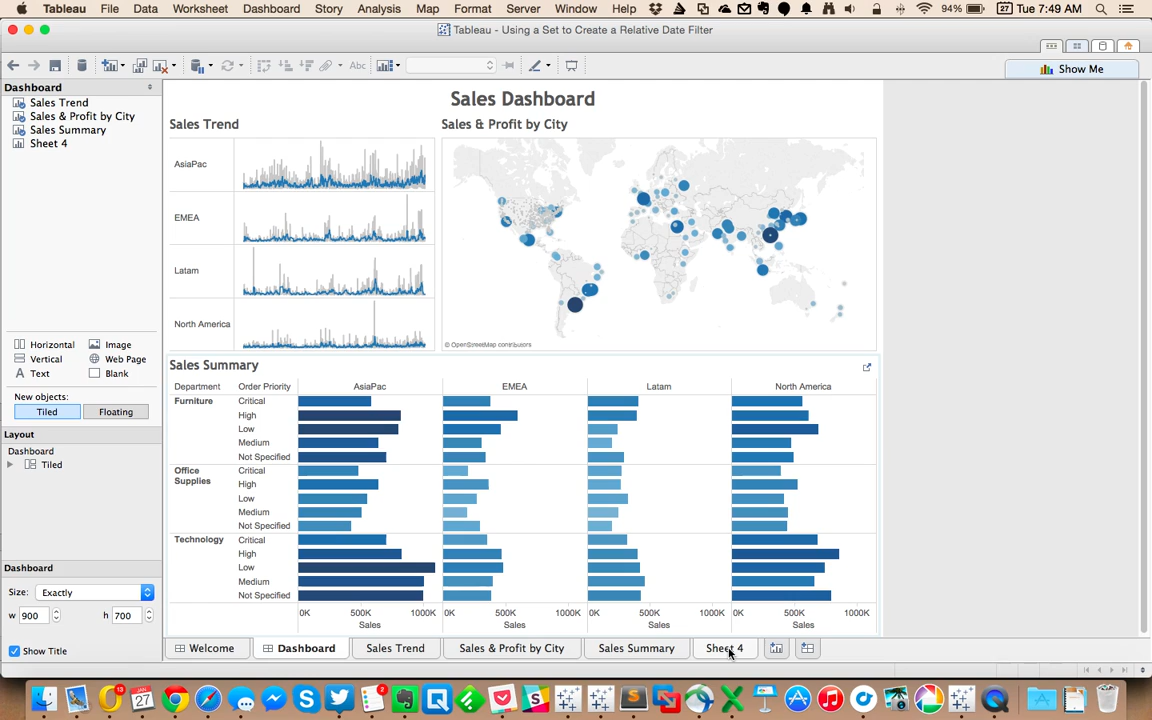 Tableau File Data Worksheet Dashboard Story Analysis Map Format Server Window Help 94% 27 Tue 7:49 AM
Tableau - Using a Set to Create a Relative Date Filter
Abc
Show Me
Dashboard
Sales Trend
Sales & Profit by City
Sales Summary
Sheet 4
Horizontal Image
Vertical Web Page
Text Blank
New objects:
Tiled Floating
Layout
Dashboard
Tiled
Dashboard
Size: Exactly
w 900 h 700
Show Title
Sales Dashboard
Sales Trend
AsiaPac
EMEA
Latam
North America
Sales & Profit by City
© OpenStreetMap contributors
Sales Summary
Department Order Priority AsiaPac EMEA Latam North America
Furniture Critical
High
Low
Medium
Not Specified
Office Supplies Critical
High
Low
Medium
Not Specified
Technology Critical
High
Low
Medium
Not Specified
0K 500K 1000K 0K 500K 1000K 0K 500K 1000K 0K 500K 1000K
Sales Sales Sales Sales
Welcome Dashboard Sales Trend Sales & Profit by City Sales Summary Sheet 4